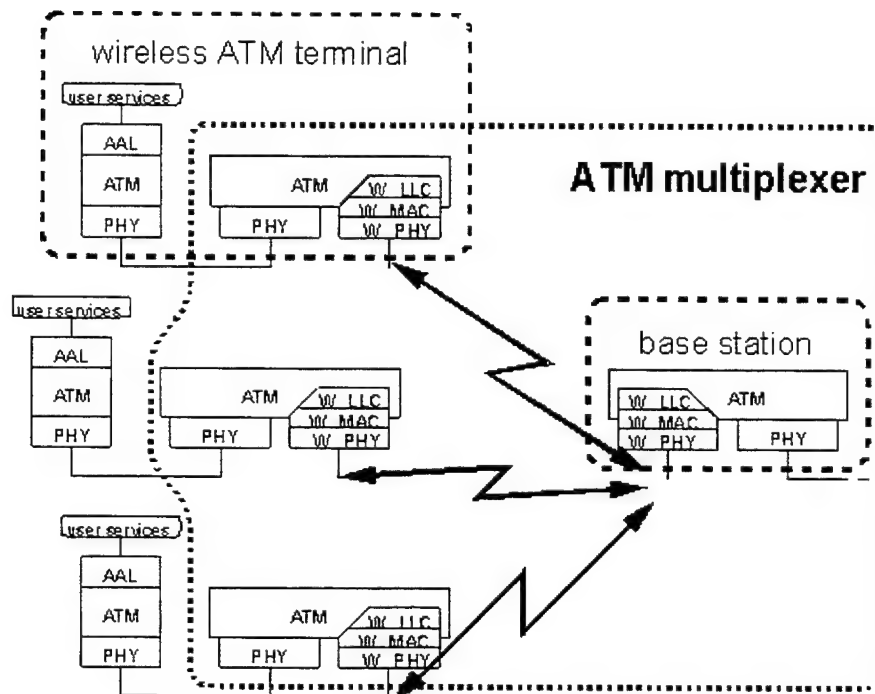 wireless ATM terminal
user services
AAL
ATM
PHY
ATM
W LLC
W MAC
W PHY
PHY
ATM multiplexer
user services
AAL
ATM
PHY
ATM
W LLC
W MAC
W PHY
PHY
base station
W LLC
W MAC
W PHY
ATM
PHY
user services
AAL
ATM
PHY
ATM
W LLC
W MAC
W PHY
PHY